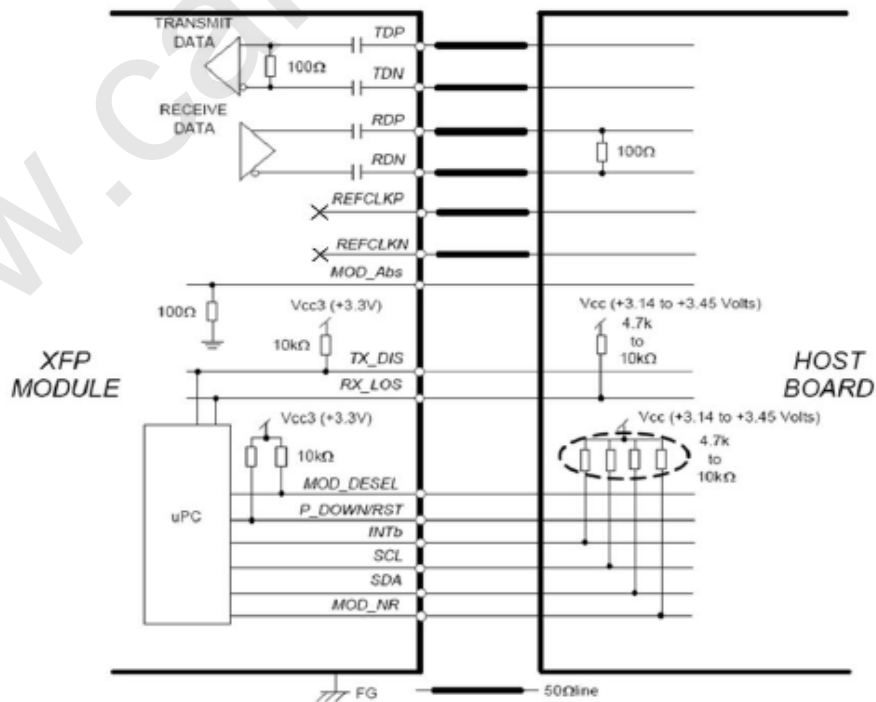 w.ca
TRANSMIT
DATA
TDP
100Ω
TDN
RECEIVE
DATA
RDP
RDN
100Ω
REFCLKP
REFCLKN
MOD_Abs
100Ω
Vcc3 (+3.3V)
10kΩ
Vcc (+3.14 to +3.45 Volts)
4.7k
to
10kΩ
TX_DIS
RX_LOS
XFP
MODULE
HOST
BOARD
Vcc3 (+3.3V)
10kΩ
Vcc (+3.14 to +3.45 Volts)
4.7k
to
10kΩ
MOD_DESEL
P_DOWN/RST
uPC
INTb
SCL
SDA
MOD_NR
FG
50Ωline